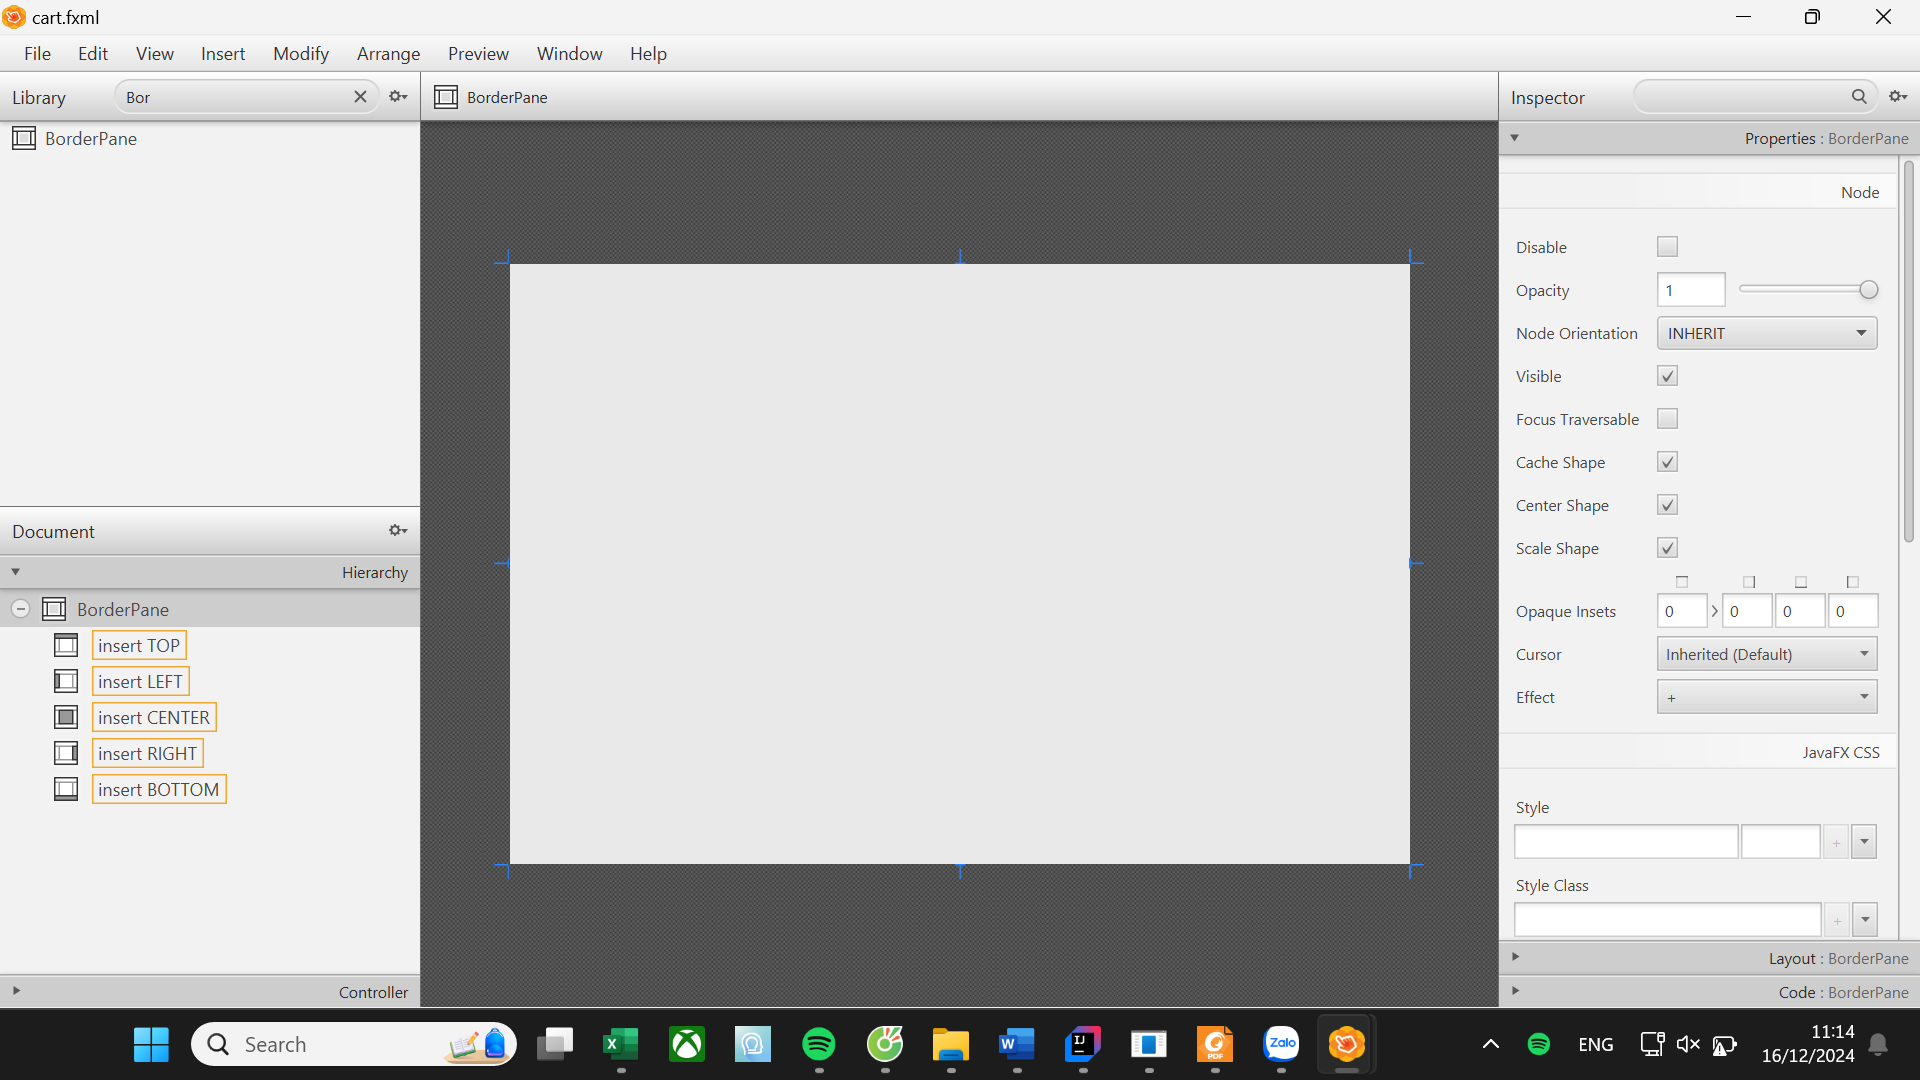 cart.fxml
File Edit View Insert Modify Arrange Preview Window Help
Library Bor
BorderPane
Document
Hierarchy
BorderPane
insert TOP
insert LEFT
insert CENTER
insert RIGHT
insert BOTTOM
Controller
BorderPane
Inspector
Properties : BorderPane
Node
Disable
Opacity 1
Node Orientation INHERIT
Visible
Focus Traversable
Cache Shape
Center Shape
Scale Shape
Opaque Insets 0 0 0 0
Cursor Inherited (Default)
Effect +
JavaFX CSS
Style
+
Style Class
+
Layout : BorderPane
Code : BorderPane
Search
X
W
IJ
PDF
Zalo
ENG
11:14
16/12/2024